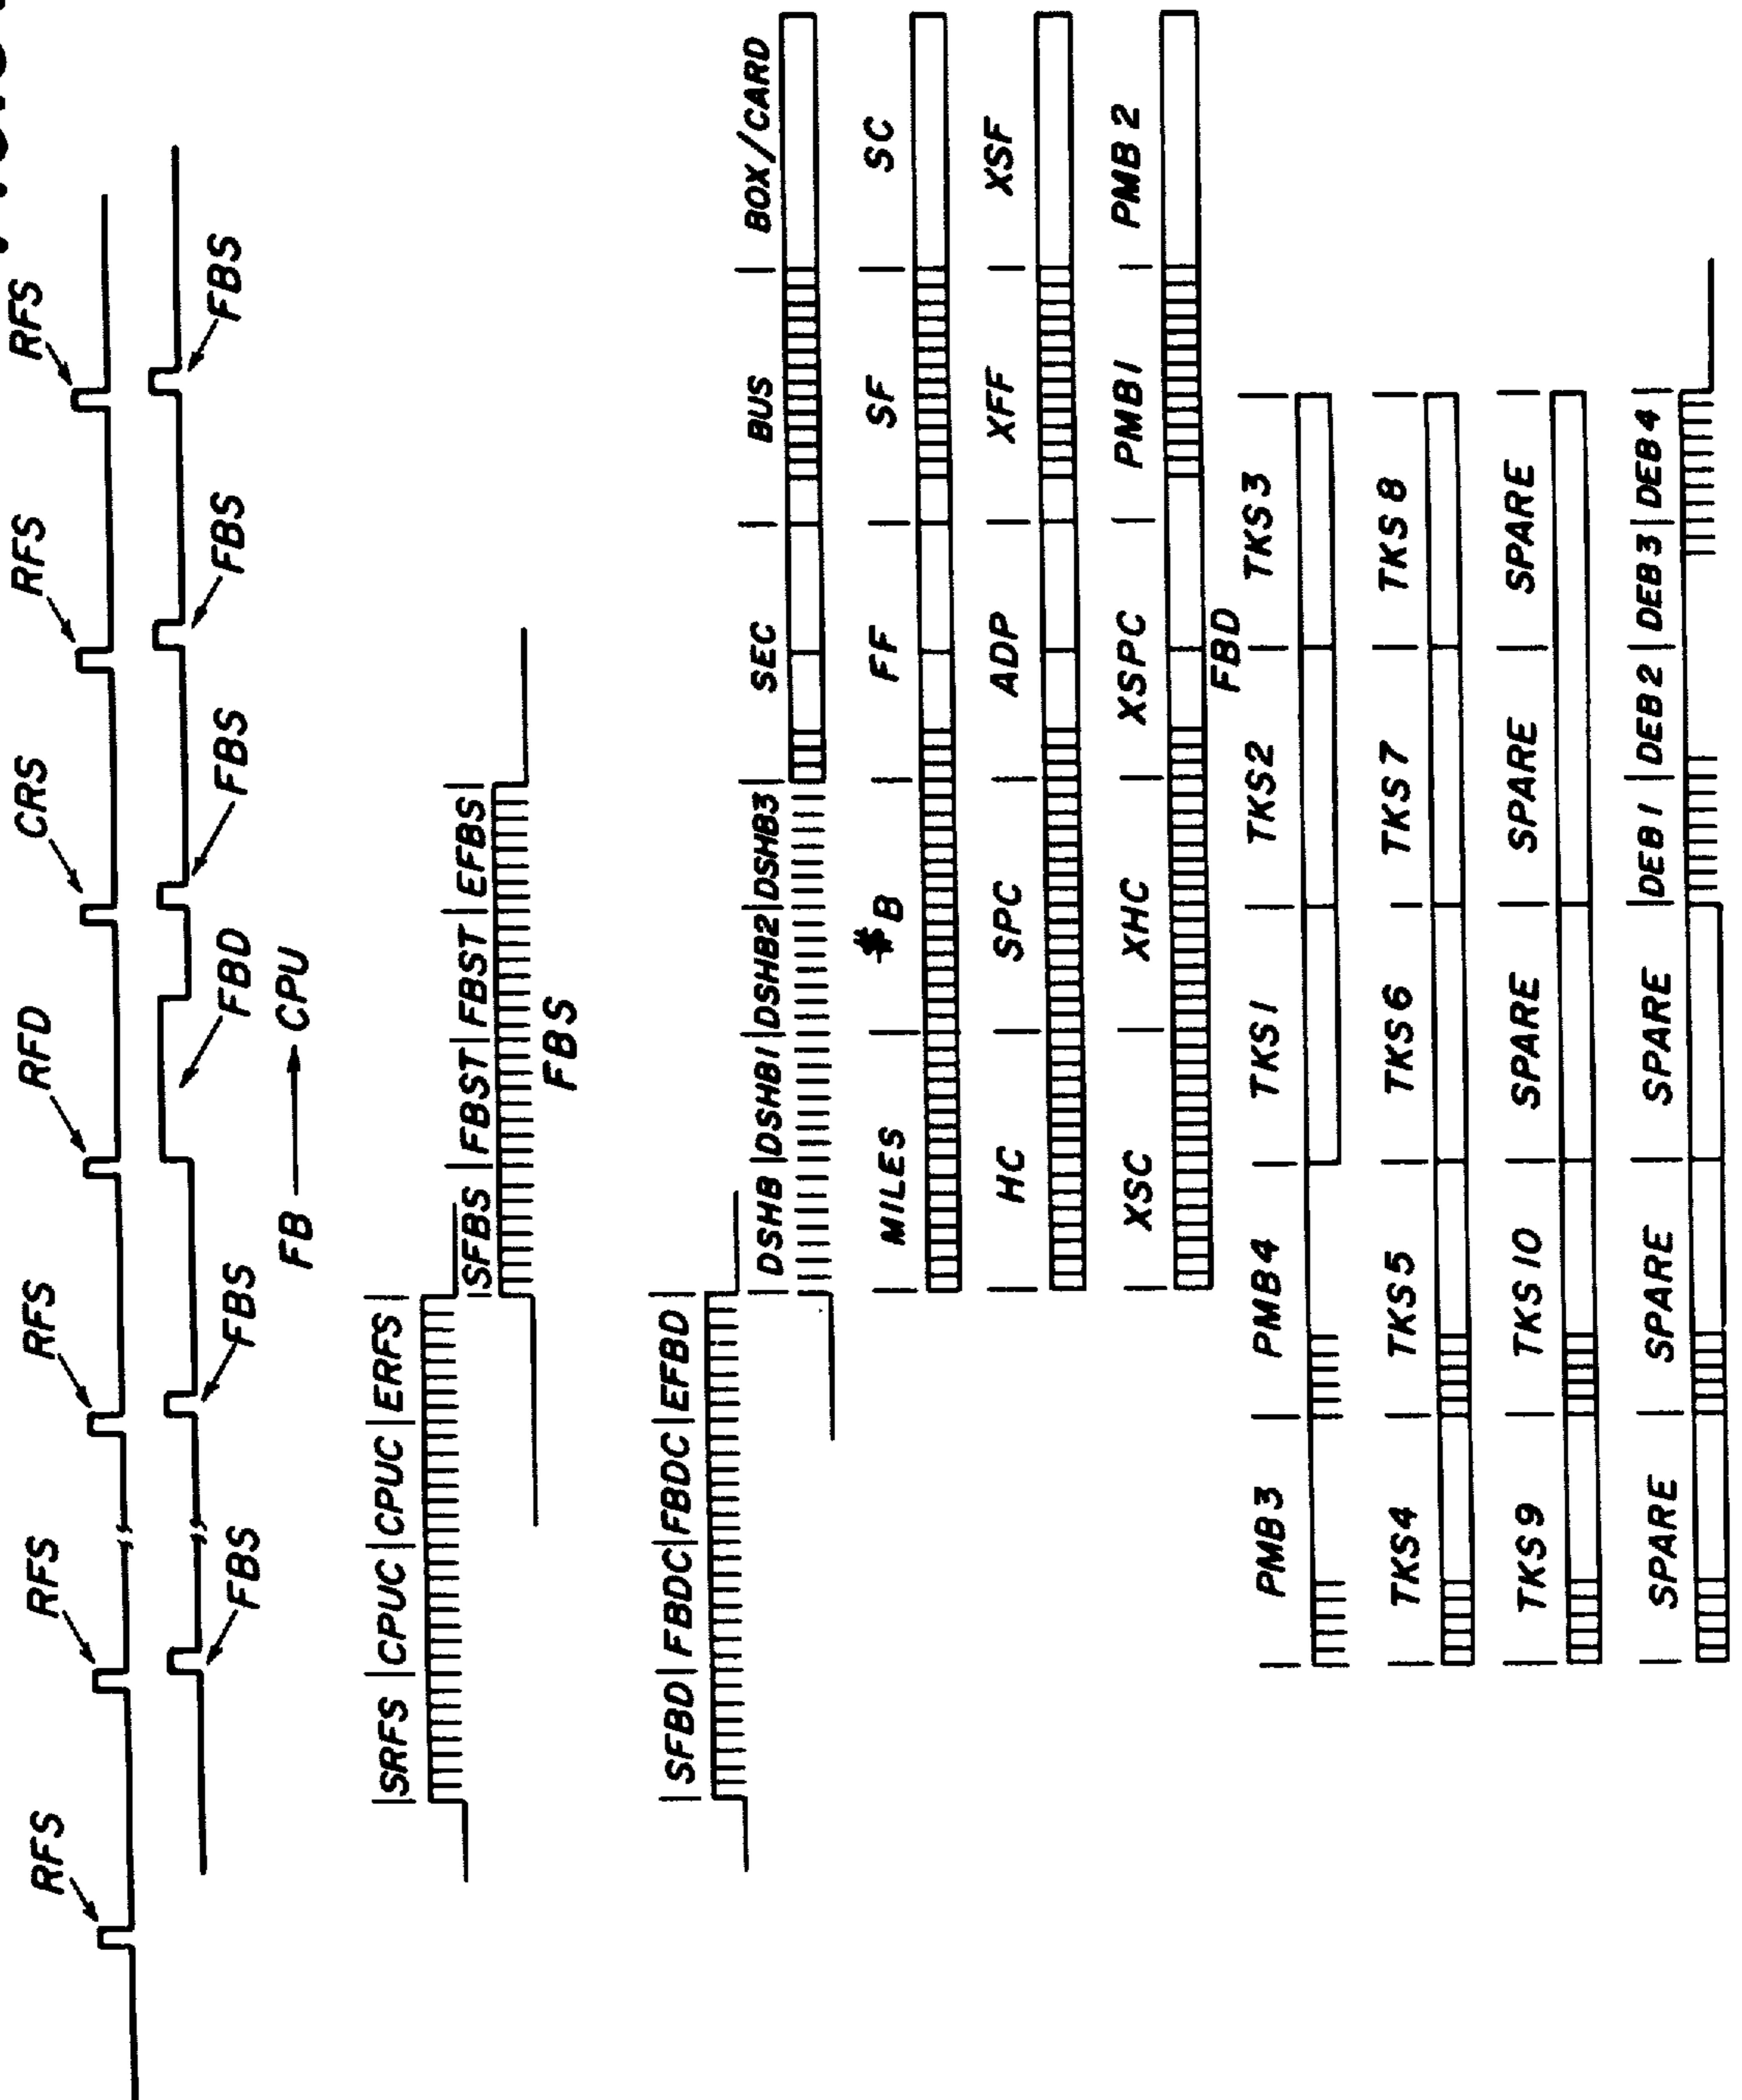 RFS RFS RFS RFD CRS RFS RFS
FBS FBS FBD FBS FBS FBS
FB → CPU
SRFS CPUC CPUC ERFS
SFBS FBST FBST EFBS
FBS
SFBD FBDC FBDC EFBD
DSHB DSHB1 DSHB2 DSHB3 SEC BUS BOX/CARD
MILES #B FF SF SC
HC SPC ADP XFF XSF
XSC XHC XSPC PMB1 PMB2
FBD
PMB3 PMB4 TKS1 TKS2 TKS3
TKS4 TKS5 TKS6 TKS7 TKS8
TKS9 TKS10 SPARE SPARE SPARE
SPARE SPARE SPARE DEB1 DEB2 DEB3 DEB4